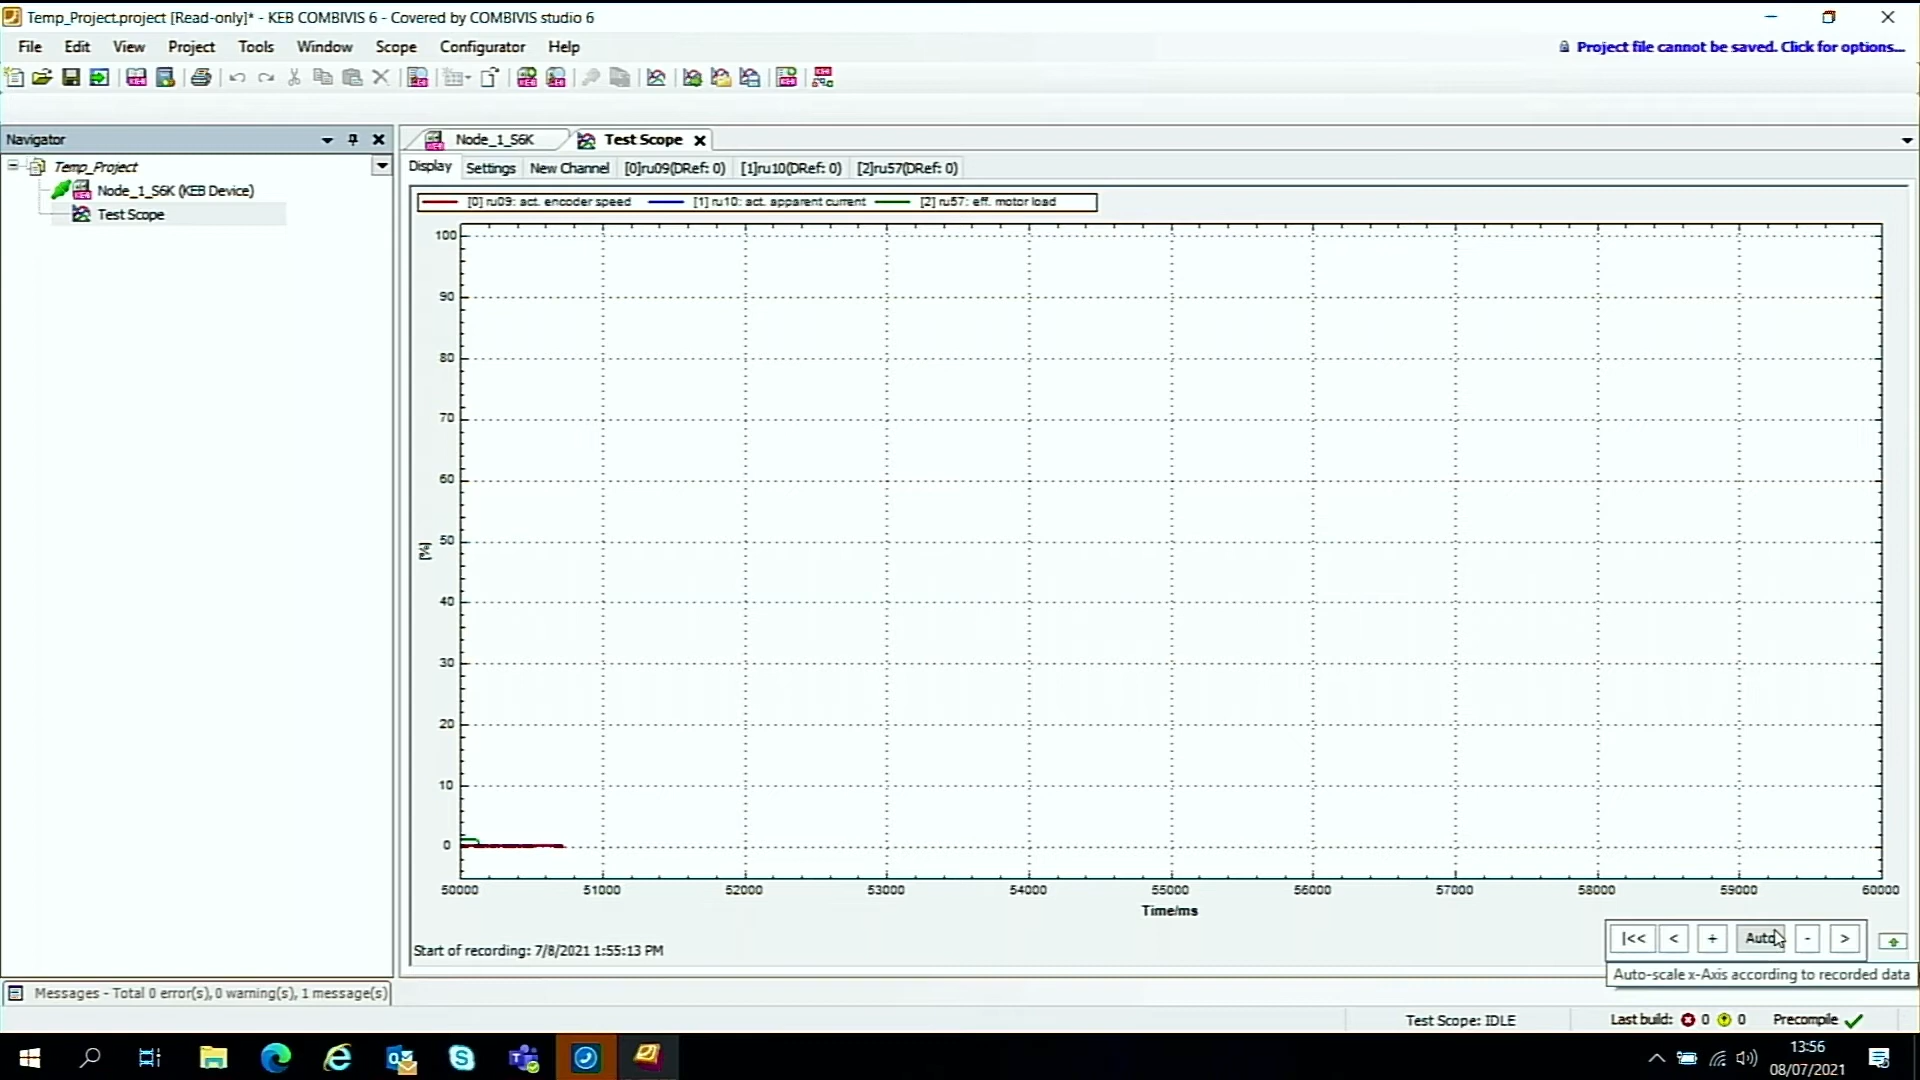 Temp_Project.project [Read-only]* - KEB COMBIVIS 6 - Covered by COMBIVIS studio 6
File Edit View Project Tools Window Scope Configurator Help
Project file cannot be saved. Click for options...
Navigator
Temp_Project
Node_1_S6K (KEB Device)
Test Scope
Node_1_S6K
Test Scope
Display Settings New Channel [0]ru09(DRef: 0) [1]ru10(DRef: 0) [2]ru57(DRef: 0)
[0] ru09: act. encoder speed [1] ru10: act. apparent current [2] ru57: eff. motor load
100
90
80
70
60
50
40
30
20
10
0
[%]
50000 51000 52000 53000 54000 55000 56000 57000 58000 59000 60000
Time/ms
Start of recording: 7/8/2021 1:55:13 PM
|<< < + Auto - >
Auto-scale x-Axis according to recorded data
Messages - Total 0 error(s), 0 warning(s), 1 message(s)
Test Scope: IDLE
Last build: 0 0 Precompile
13:56
08/07/2021